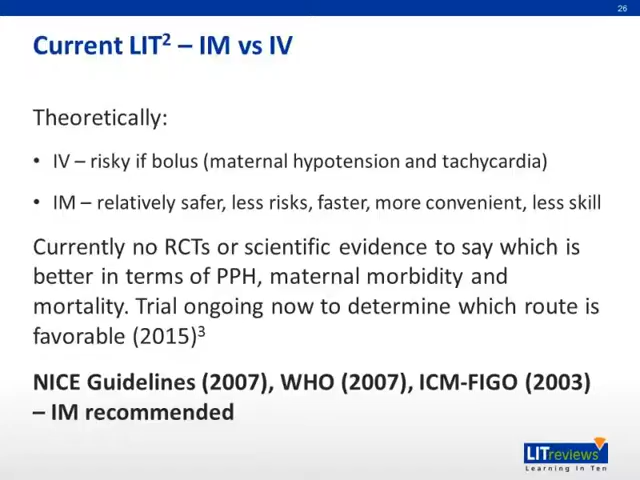 26
Current LIT² – IM vs IV
Theoretically:
• IV – risky if bolus (maternal hypotension and tachycardia)
• IM – relatively safer, less risks, faster, more convenient, less skill
Currently no RCTs or scientific evidence to say which is
better in terms of PPH, maternal morbidity and
mortality. Trial ongoing now to determine which route is
favorable (2015)³
NICE Guidelines (2007), WHO (2007), ICM-FIGO (2003)
– IM recommended
LITreviews
Learning In Ten